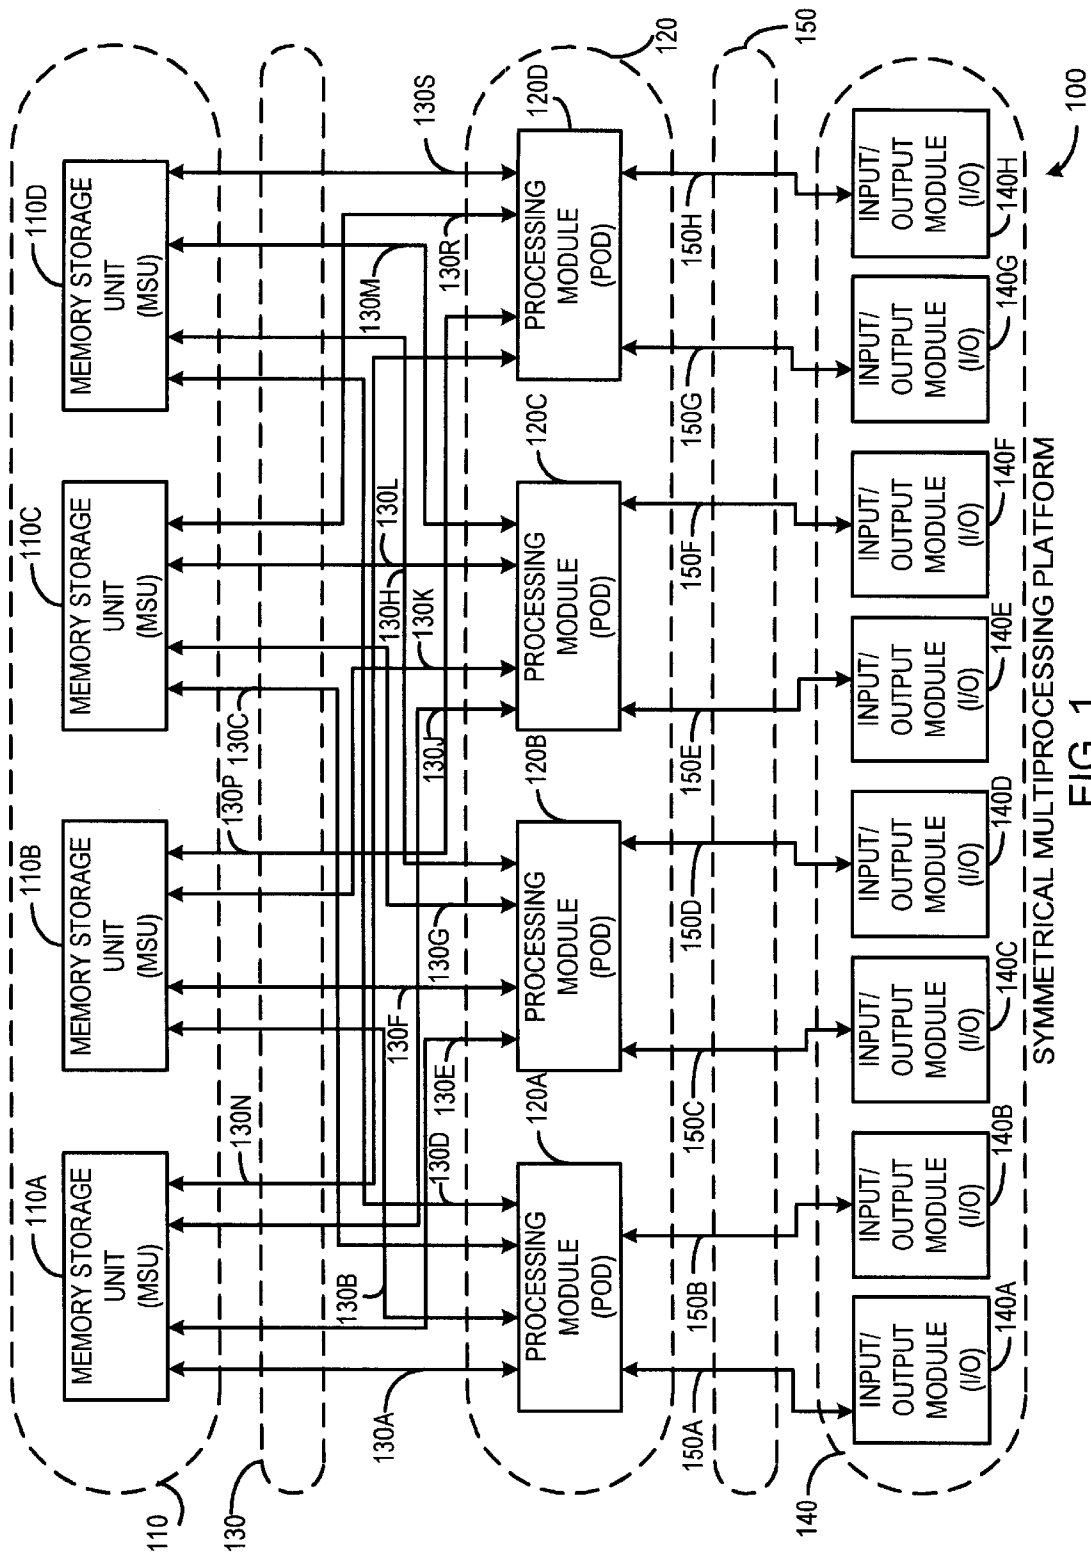 110D
110C
110B
110A
MEMORY STORAGE
UNIT
(MSU)
MEMORY STORAGE
UNIT
(MSU)
MEMORY STORAGE
UNIT
(MSU)
MEMORY STORAGE
UNIT
(MSU)
110
130
130N
130P
130C
130S
130A
130B
130D
130E
130F
130G
130H
130L
130J
130K
130M
130R
120
120A
120B
120C
120D
PROCESSING
MODULE
(POD)
PROCESSING
MODULE
(POD)
PROCESSING
MODULE
(POD)
PROCESSING
MODULE
(POD)
150
150A
150B
150C
150D
150E
150F
150G
150H
140
INPUT/
OUTPUT
MODULE
(I/O)
140A
INPUT/
OUTPUT
MODULE
(I/O)
140B
INPUT/
OUTPUT
MODULE
(I/O)
140C
INPUT/
OUTPUT
MODULE
(I/O)
140D
INPUT/
OUTPUT
MODULE
(I/O)
140E
INPUT/
OUTPUT
MODULE
(I/O)
140F
INPUT/
OUTPUT
MODULE
(I/O)
140G
INPUT/
OUTPUT
MODULE
(I/O)
140H
100
SYMMETRICAL MULTIPROCESSING PLATFORM
FIG. 1